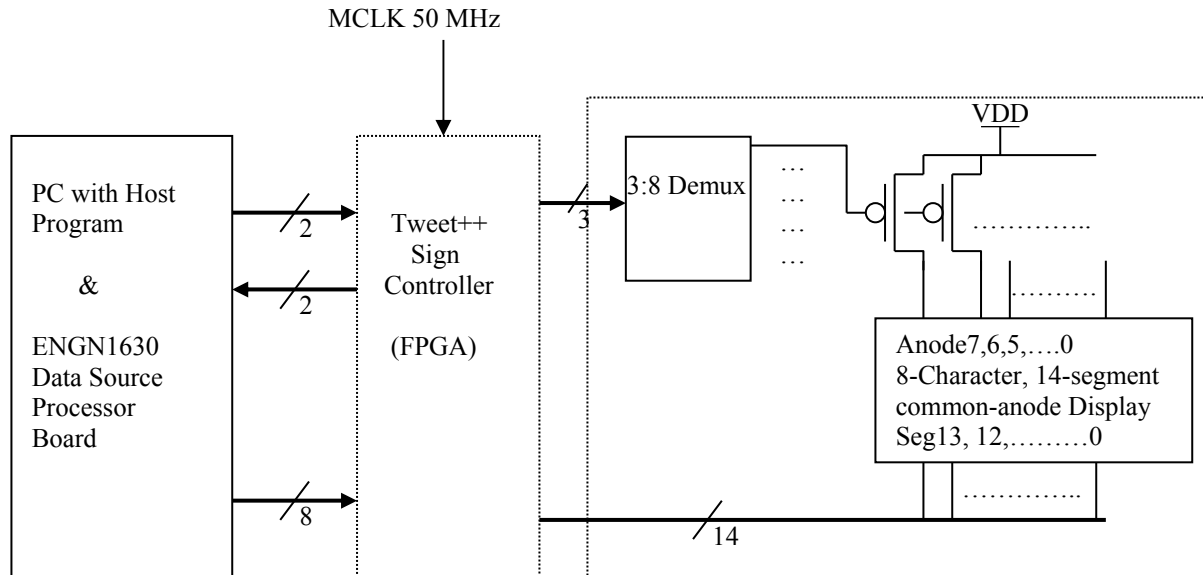 MCLK 50 MHz
VDD
PC with Host
Program
&
ENGN1630
Data Source
Processor
Board
2
2
8
Tweet++
Sign
Controller
(FPGA)
3
3:8 Demux
….
….
….
….
…………..
……….
Anode7,6,5,….0
8-Character, 14-segment
common-anode Display
Seg13, 12,………0
…………..
14